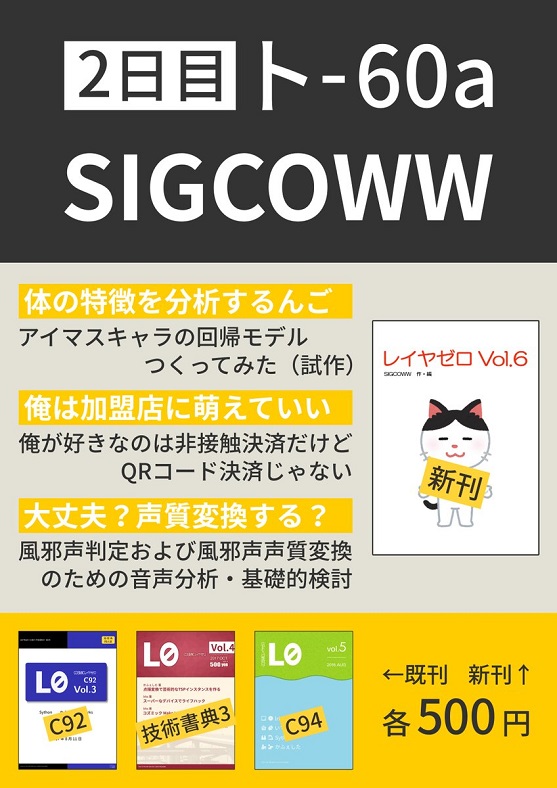 2日目 ト-60a
SIGCOWW
体の特徴を分析するんご
アイマスキャラの回帰モデル
つくってみた（試作）
俺は加盟店に萌えていい
俺が好きなのは非接触決済だけど
QRコード決済じゃない
大丈夫？声質変換する？
風邪声判定および風邪声声質変換
のための音声分析・基礎的検討
レイヤゼロ Vol.6
SIGCOWW 作・編
新刊
L0
C92
Vol.3
C92
L0
Vol.4
500
技術書典3
L0
vol.5
C94
←既刊 新刊↑
各500円